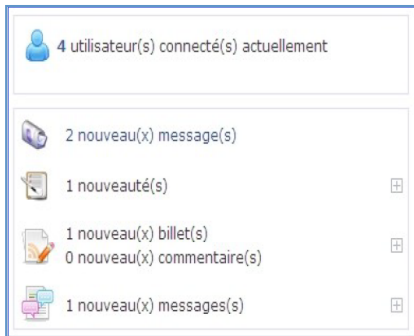 4 utilisateur(s) connecté(s) actuellement
2 nouveau(x) message(s)
1 nouveauté(s)
1 nouveau(x) billet(s)
0 nouveau(x) commentaire(s)
1 nouveau(x) messages(s)